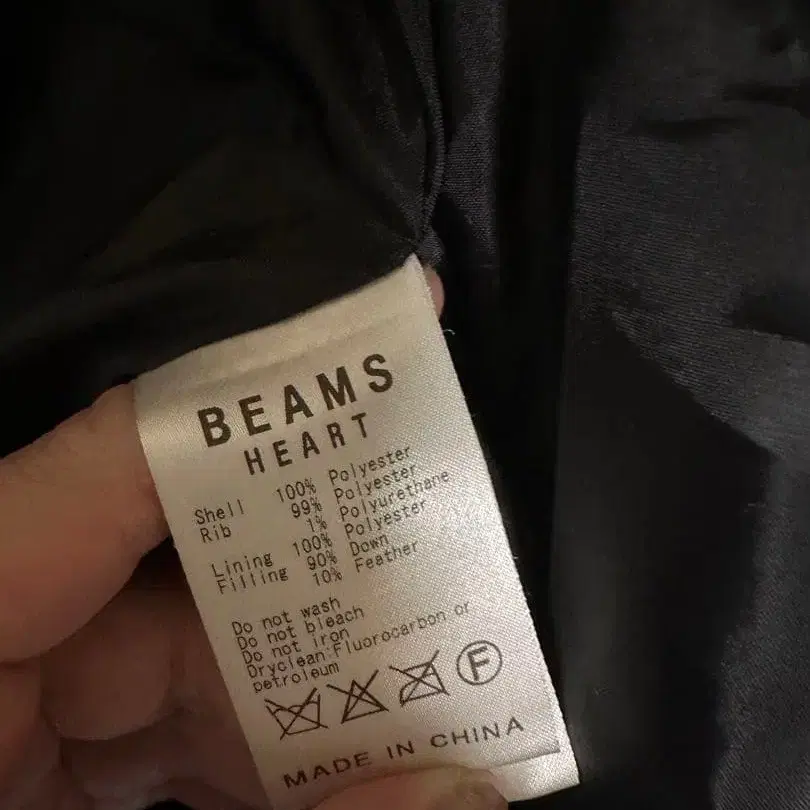 BEAMS
HEART
Shell 100% Polyester
Rib 99% Polyester
1% Polyurethane
Lining 100% Polyester
Filling 90% Down
10% Feather
Do not wash
Do not bleach
Do not iron
Dryclean:Fluorocarbon or
petroleum
F
MADE IN CHINA